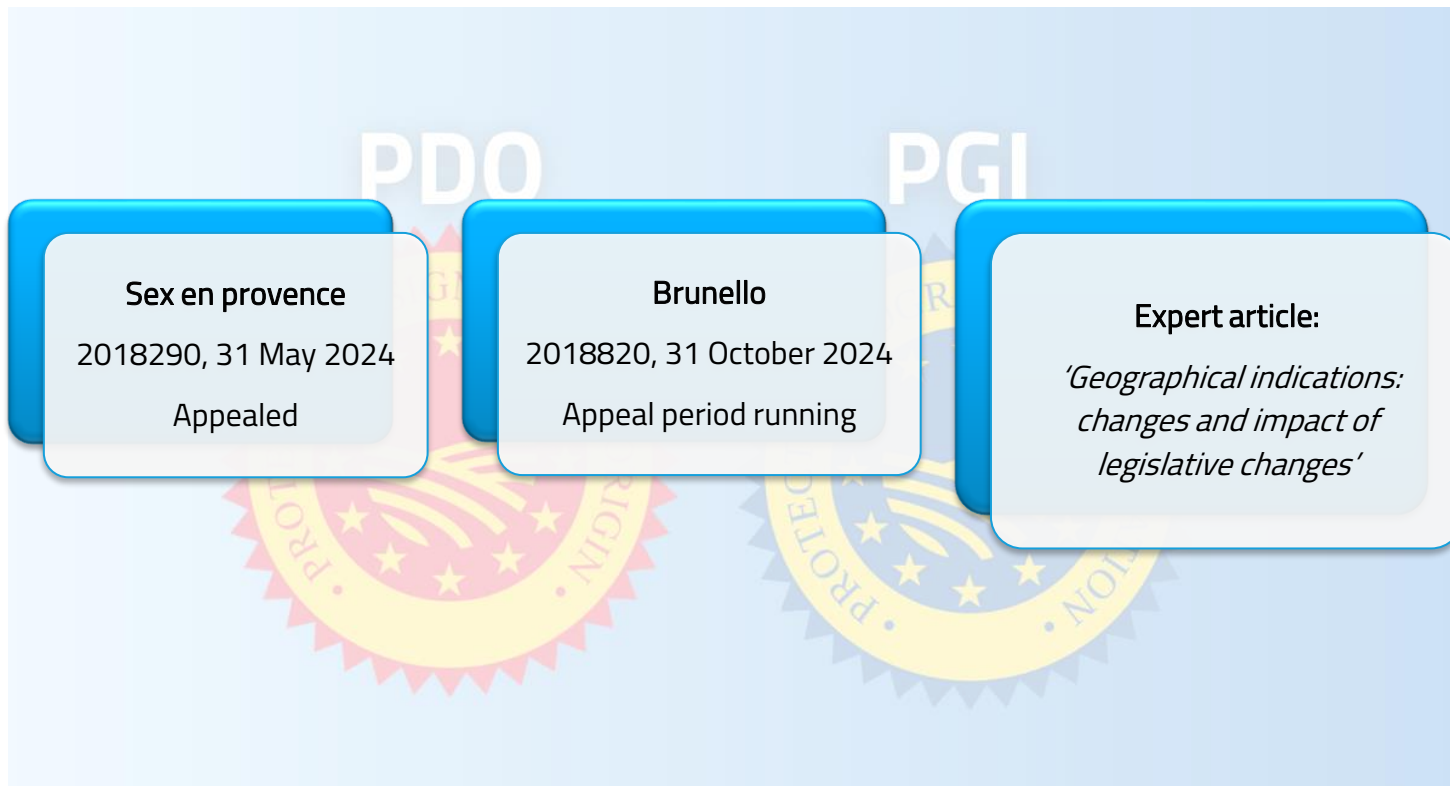 PDO
PGI
Sex en provence
2018290, 31 May 2024
Appealed
Brunello
2018820, 31 October 2024
Appeal period running
Expert article:
‘Geographical indications:
changes and impact of
legislative changes’